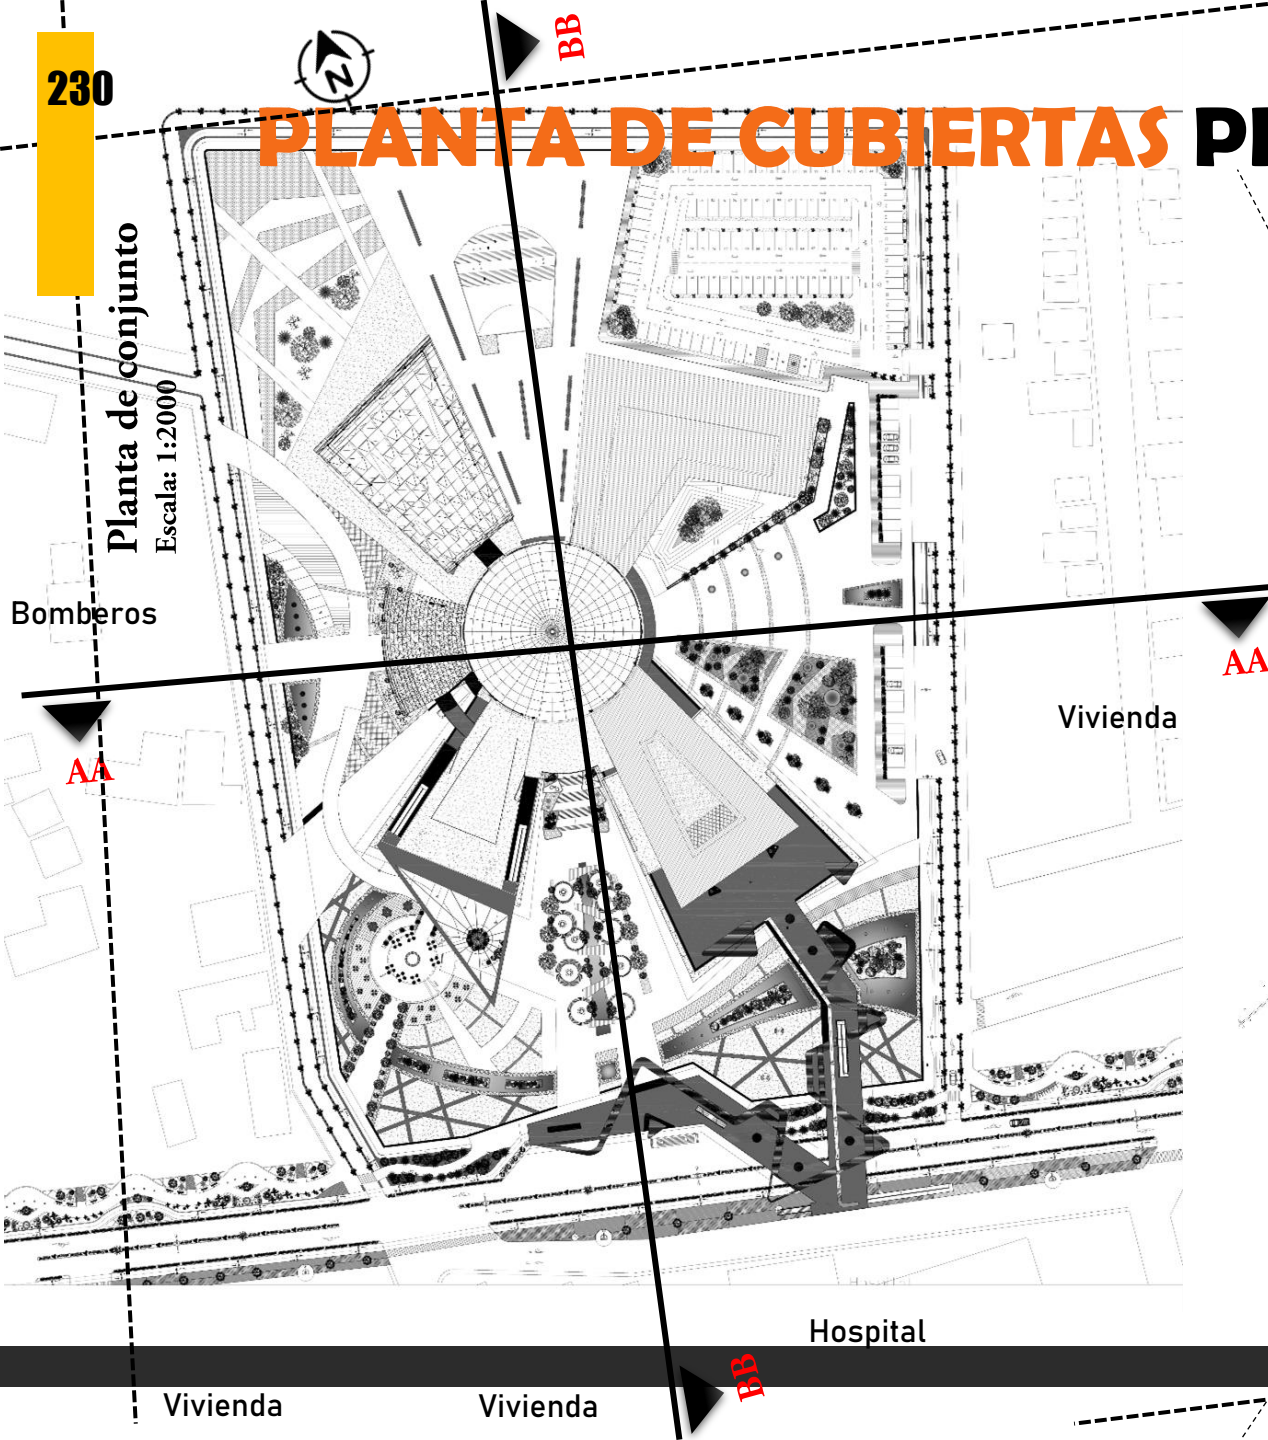 BB
230
N
PLANTA DE CUBIERTAS
Planta de conjunto
Escala: 1:2000
Bomberos
AA
Vivienda
AA
Hospital
BB
Vivienda
Vivienda